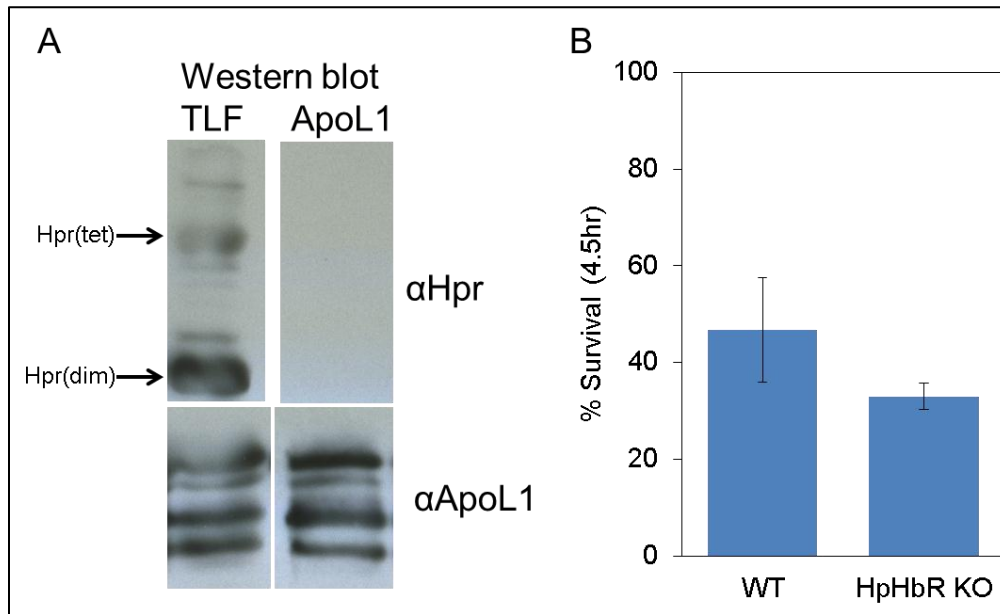 A
Western blot
TLF ApoL1
Hpr(tet)
αHpr
Hpr(dim)
αApoL1
B
% Survival (4.5hr)
100
80
60
40
20
0
WT HpHbR KO